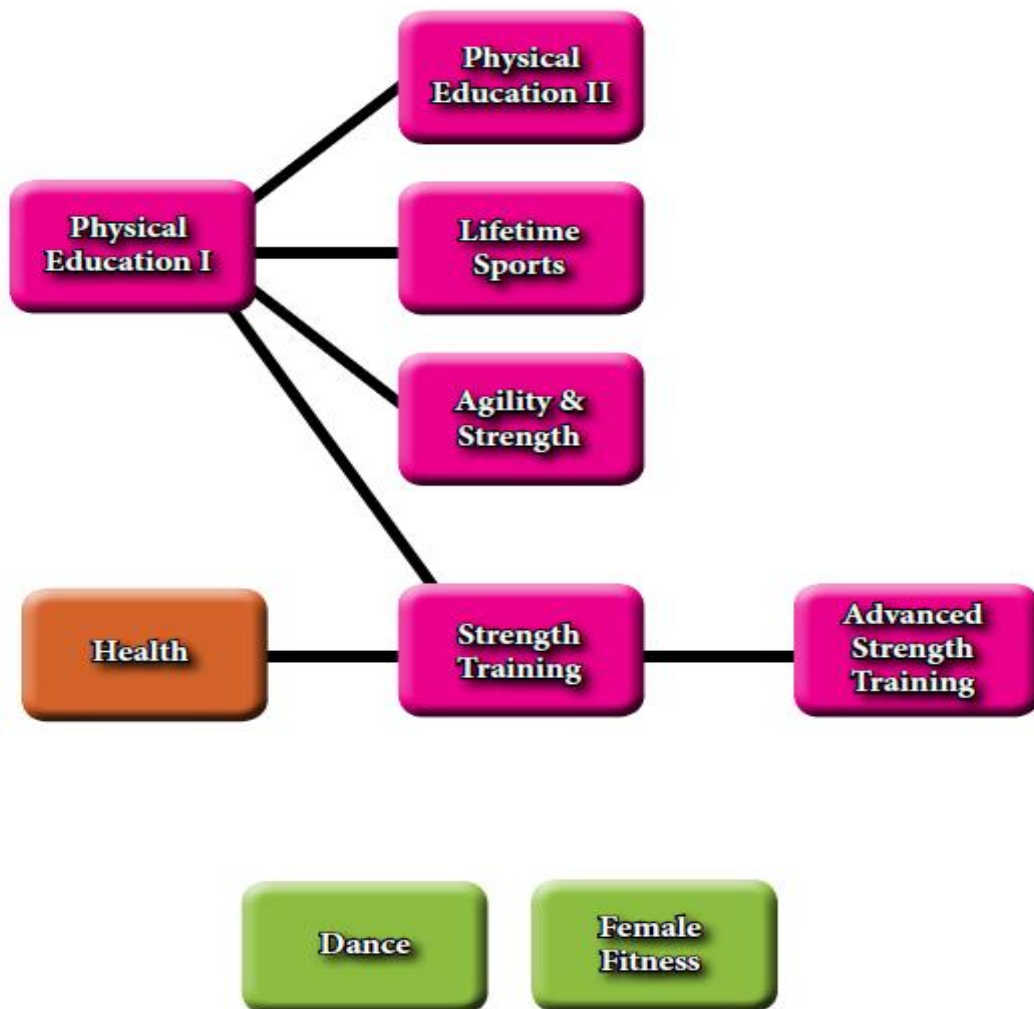 Physical
Education II
Physical
Education I
Lifetime
Sports
Agility &
Strength
Health
Strength
Training
Advanced
Strength
Training
Dance
Female
Fitness